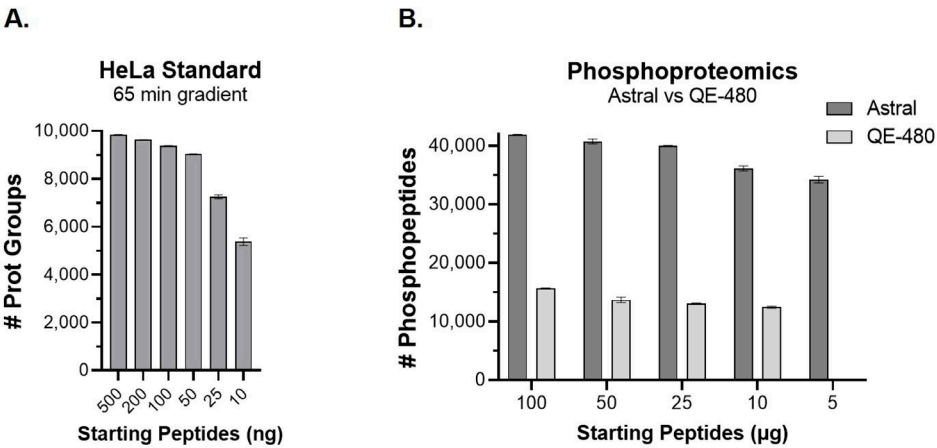 A.
HeLa Standard
65 min gradient
# Prot Groups
10,000
8,000
6,000
4,000
2,000
0
500
200
100
50
25
10
Starting Peptides (ng)
B.
Phosphoproteomics
Astral vs QE-480
Astral
QE-480
# Phosphopeptides
40,000
30,000
20,000
10,000
0
100
50
25
10
5
Starting Peptides (µg)